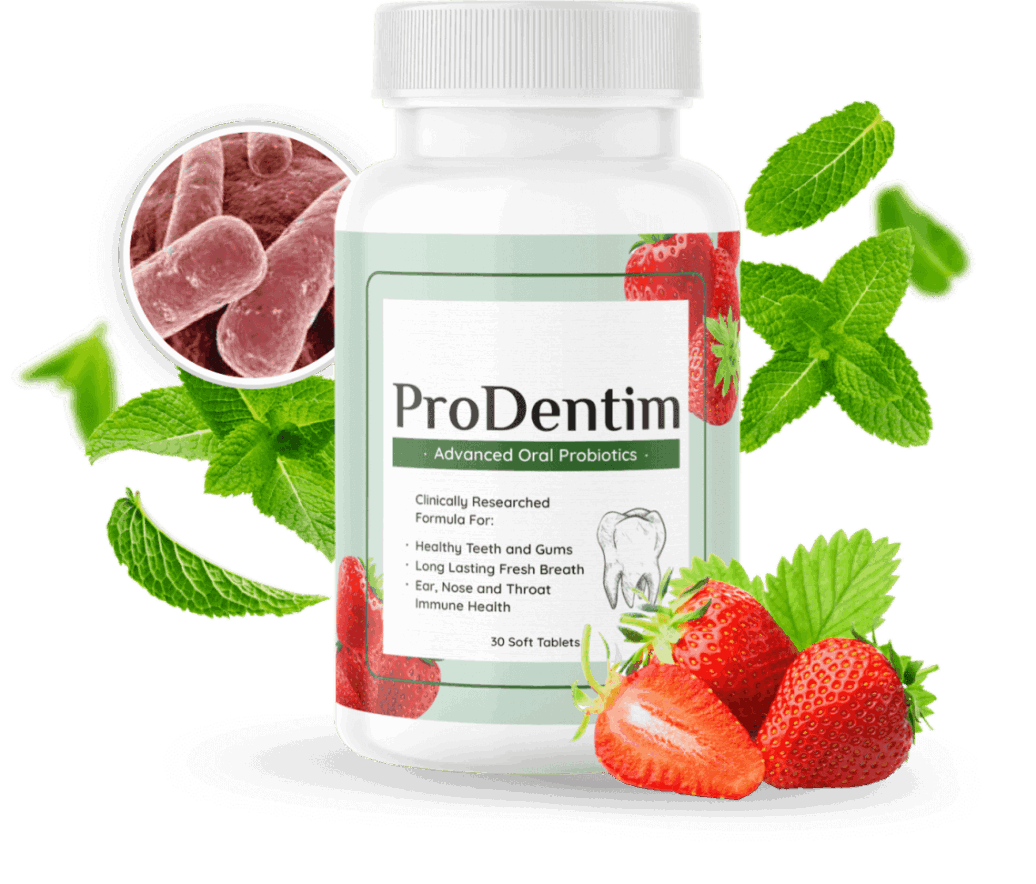 ProDentim
· Advanced Oral Probiotics ·
Clinically Researched
Formula For:
· Healthy Teeth and Gums
· Long Lasting Fresh Breath
· Ear, Nose and Throat
Immune Health
30 Soft Tablets